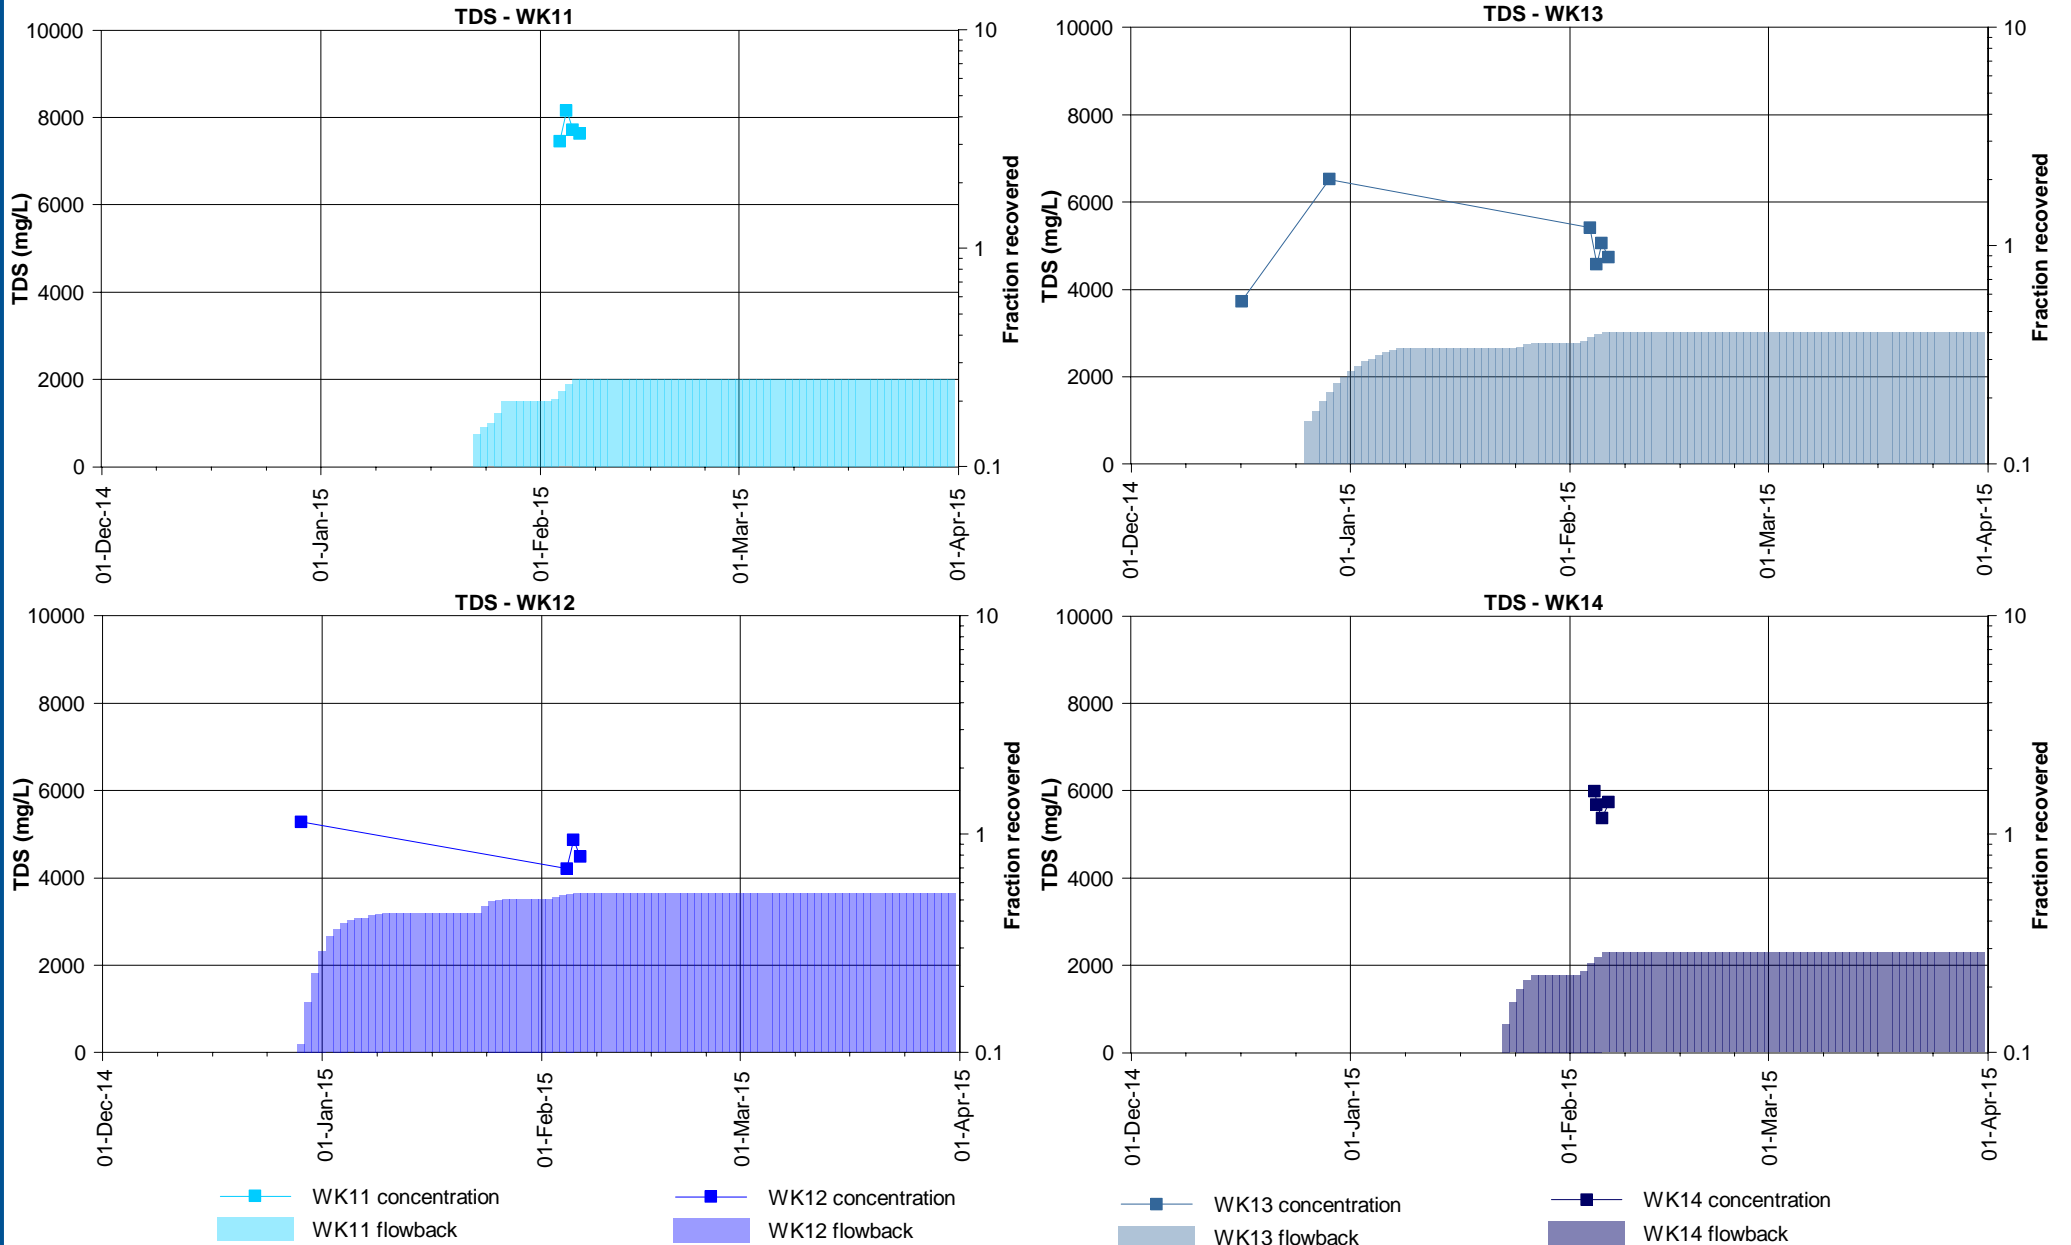 TDS - WK11
10000
8000
6000
4000
2000
0
TDS (mg/L)
10
1
0.1
Fraction recovered
01-Dec-14
01-Jan-15
01-Feb-15
01-Mar-15
01-Apr-15
TDS - WK13
10000
8000
6000
4000
2000
0
TDS (mg/L)
10
1
0.1
Fraction recovered
01-Dec-14
01-Jan-15
01-Feb-15
01-Mar-15
01-Apr-15
TDS - WK12
10000
8000
6000
4000
2000
0
TDS (mg/L)
10
1
0.1
Fraction recovered
01-Dec-14
01-Jan-15
01-Feb-15
01-Mar-15
01-Apr-15
TDS - WK14
10000
8000
6000
4000
2000
0
TDS (mg/L)
10
1
0.1
Fraction recovered
01-Dec-14
01-Jan-15
01-Feb-15
01-Mar-15
01-Apr-15
WK11 concentration
WK11 flowback
WK12 concentration
WK12 flowback
WK13 concentration
WK13 flowback
WK14 concentration
WK14 flowback